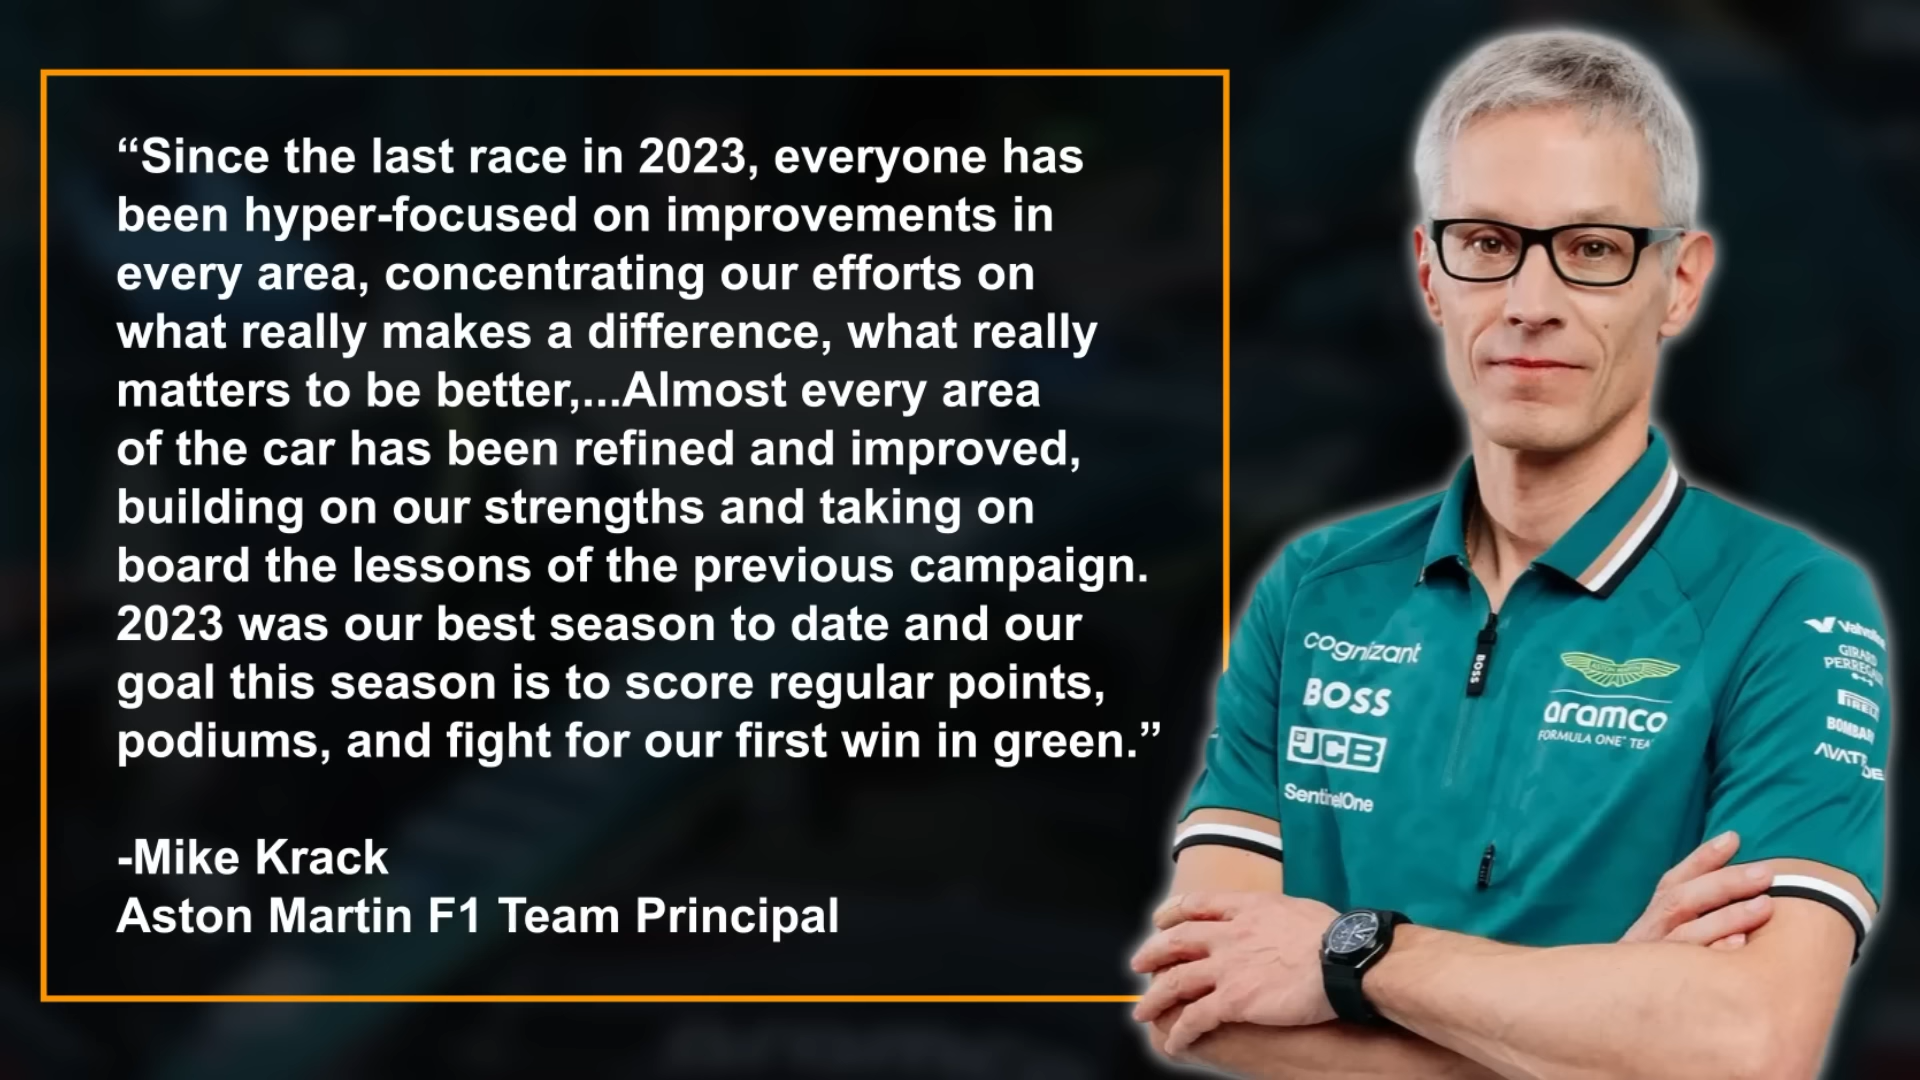 “Since the last race in 2023, everyone has
been hyper-focused on improvements in
every area, concentrating our efforts on
what really makes a difference, what really
matters to be better,...Almost every area
of the car has been refined and improved,
building on our strengths and taking on
board the lessons of the previous campaign.
2023 was our best season to date and our
goal this season is to score regular points,
podiums, and fight for our first win in green.”
-Mike Krack
Aston Martin F1 Team Principal
cognizant
BOSS
JCB
SentinelOne
BOSS
ASTON MARTIN
aramco
FORMULA ONE
GIRARD